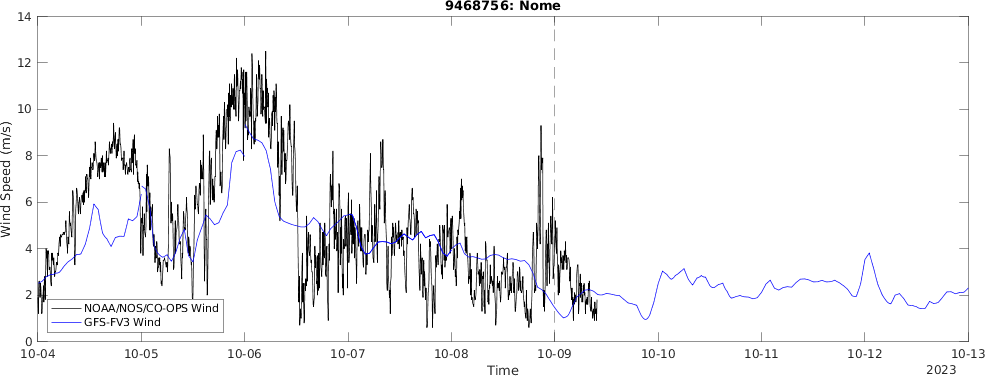 9468756: Nome
14
12
10
8
6
4
2
0
Wind Speed (m/s)
NOAA/NOS/CO-OPS Wind
GFS-FV3 Wind
10-04 10-05 10-06 10-07 10-08 10-09 10-10 10-11 10-12 10-13
Time
2023